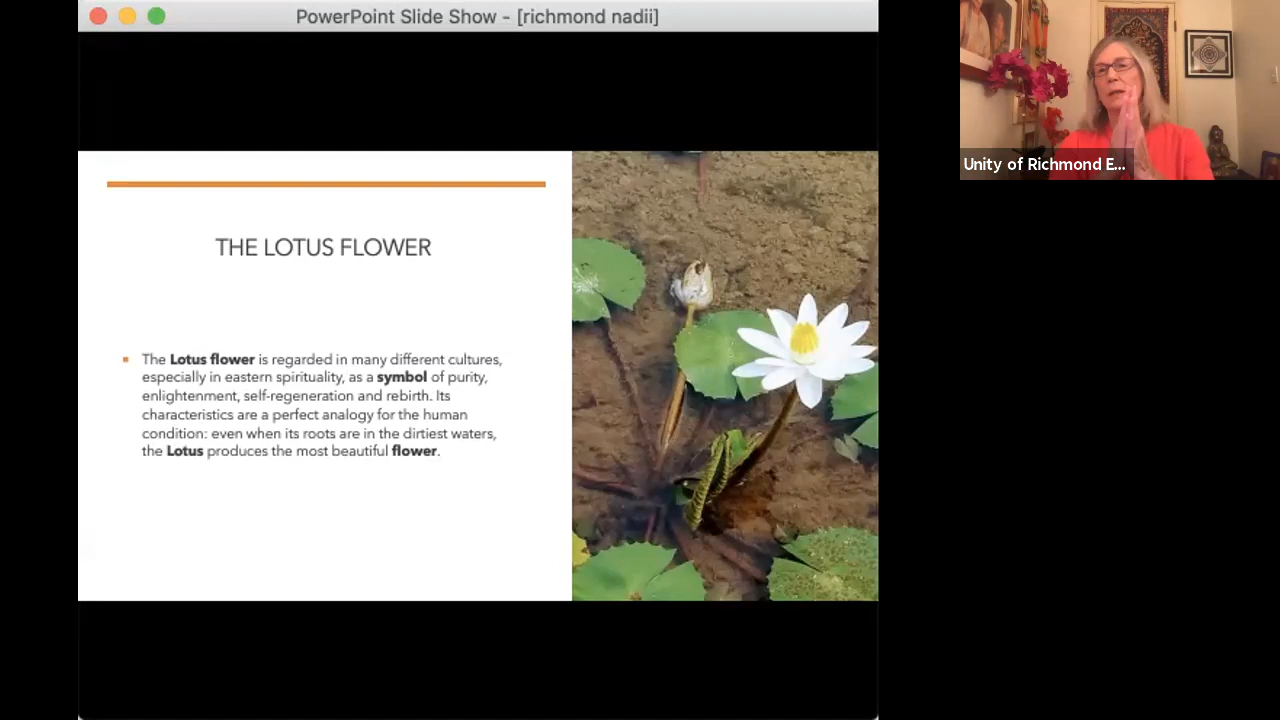 PowerPoint Slide Show - [richmond nadii]
Unity of Richmond E...
THE LOTUS FLOWER
The Lotus flower is regarded in many different cultures,
especially in eastern spirituality, as a symbol of purity,
enlightenment, self-regeneration and rebirth. Its
characteristics are a perfect analogy for the human
condition: even when its roots are in the dirtiest waters,
the Lotus produces the most beautiful flower.